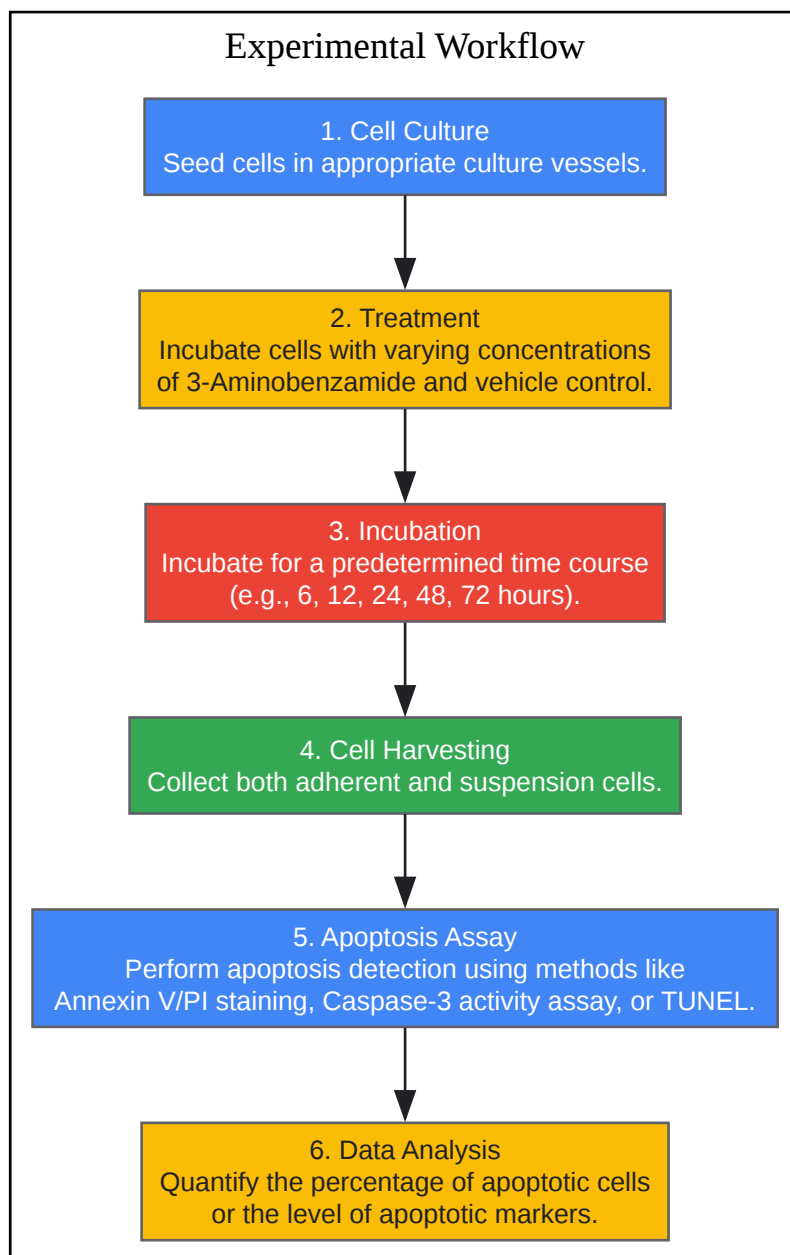 Experimental Workflow
1. Cell Culture
Seed cells in appropriate culture vessels.
2. Treatment
Incubate cells with varying concentrations
of 3-Aminobenzamide and vehicle control.
3. Incubation
Incubate for a predetermined time course
(e.g., 6, 12, 24, 48, 72 hours).
4. Cell Harvesting
Collect both adherent and suspension cells.
5. Apoptosis Assay
Perform apoptosis detection using methods like
Annexin V/PI staining, Caspase-3 activity assay, or TUNEL.
6. Data Analysis
Quantify the percentage of apoptotic cells
or the level of apoptotic markers.